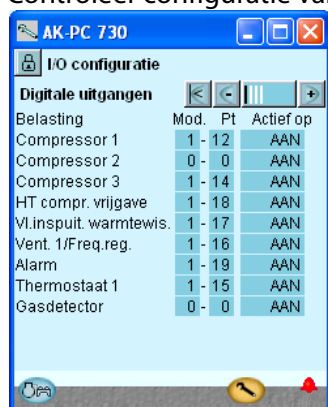 Controleer configuratie va
AK-PC 730
I/O configuratie
Digitale uitgangen
Belasting Mod. Pt Actief op
Compressor 1 1 - 12 AAN
Compressor 2 0 - 0 AAN
Compressor 3 1 - 14 AAN
HT compr. vrijgave 1 - 18 AAN
Vl.inspuit. warmtewis. 1 - 17 AAN
Vent. 1/Freq.reg. 1 - 16 AAN
Alarm 1 - 19 AAN
Thermostaat 1 1 - 15 AAN
Gasdetector 0 - 0 AAN